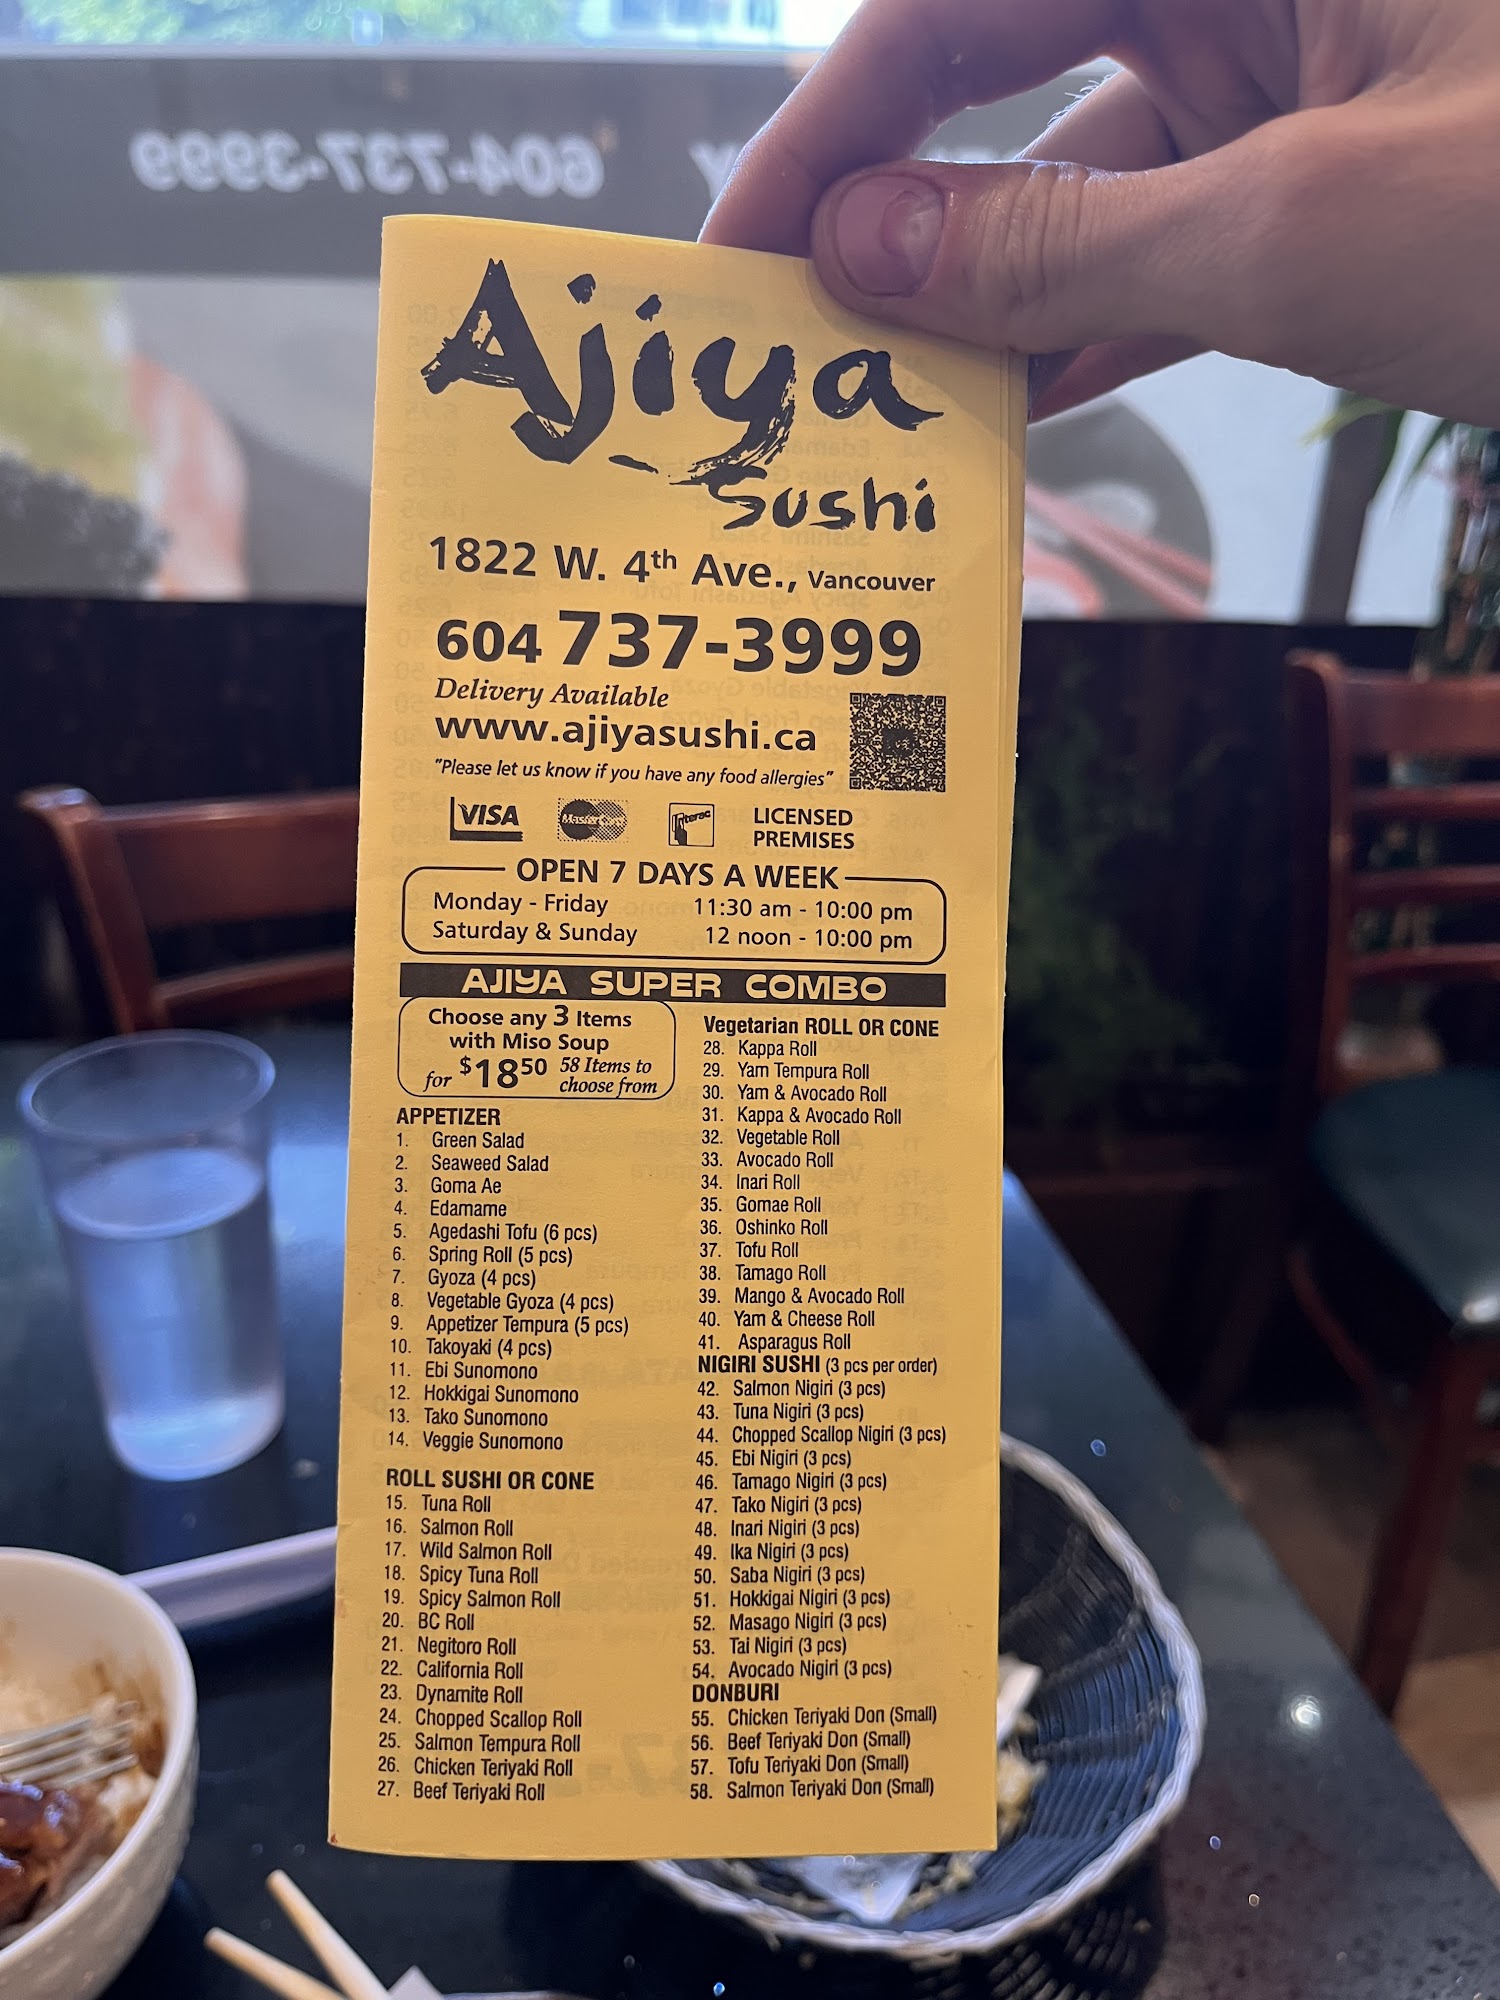 604-737-3999
Ajiya
Sushi
1822 W. 4th Ave., Vancouver
604 737-3999
Delivery Available
www.ajiyasushi.ca
"Please let us know if you have any food allergies"
VISA MasterCard Interac LICENSED
PREMISES
OPEN 7 DAYS A WEEK
Monday - Friday 11:30 am - 10:00 pm
Saturday & Sunday 12 noon - 10:00 pm
AJIYA SUPER COMBO
Choose any 3 Items
with Miso Soup
for $18.50 58 Items to
choose from
APPETIZER
1. Green Salad
2. Seaweed Salad
3. Goma Ae
4. Edamame
5. Agedashi Tofu (6 pcs)
6. Spring Roll (5 pcs)
7. Gyoza (4 pcs)
8. Vegetable Gyoza (4 pcs)
9. Appetizer Tempura (5 pcs)
10. Takoyaki (4 pcs)
11. Ebi Sunomono
12. Hokkigai Sunomono
13. Tako Sunomono
14. Veggie Sunomono
ROLL SUSHI OR CONE
15. Tuna Roll
16. Salmon Roll
17. Wild Salmon Roll
18. Spicy Tuna Roll
19. Spicy Salmon Roll
20. BC Roll
21. Negitoro Roll
22. California Roll
23. Dynamite Roll
24. Chopped Scallop Roll
25. Salmon Tempura Roll
26. Chicken Teriyaki Roll
27. Beef Teriyaki Roll
Vegetarian ROLL OR CONE
28. Kappa Roll
29. Yam Tempura Roll
30. Yam & Avocado Roll
31. Kappa & Avocado Roll
32. Vegetable Roll
33. Avocado Roll
34. Inari Roll
35. Gomae Roll
36. Oshinko Roll
37. Tofu Roll
38. Tamago Roll
39. Mango & Avocado Roll
40. Yam & Cheese Roll
41. Asparagus Roll
NIGIRI SUSHI (3 pcs per order)
42. Salmon Nigiri (3 pcs)
43. Tuna Nigiri (3 pcs)
44. Chopped Scallop Nigiri (3 pcs)
45. Ebi Nigiri (3 pcs)
46. Tamago Nigiri (3 pcs)
47. Tako Nigiri (3 pcs)
48. Inari Nigiri (3 pcs)
49. Ika Nigiri (3 pcs)
50. Saba Nigiri (3 pcs)
51. Hokkigai Nigiri (3 pcs)
52. Masago Nigiri (3 pcs)
53. Tai Nigiri (3 pcs)
54. Avocado Nigiri (3 pcs)
DONBURI
55. Chicken Teriyaki Don (Small)
56. Beef Teriyaki Don (Small)
57. Tofu Teriyaki Don (Small)
58. Salmon Teriyaki Don (Small)